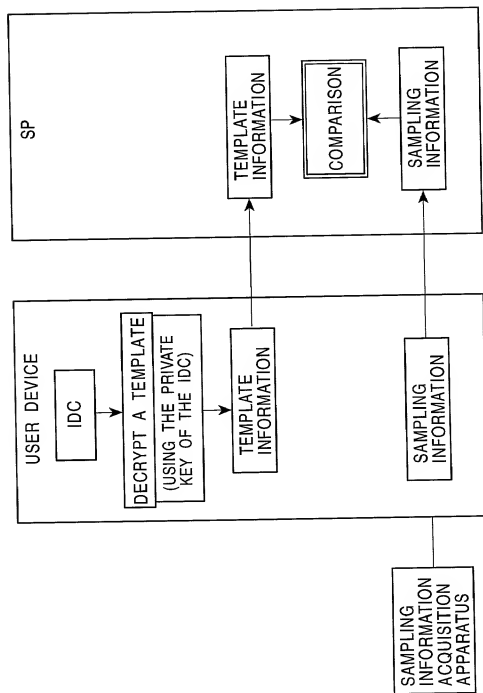 USER DEVICE
IDC
DECRYPT A TEMPLATE
(USING THE PRIVATE
KEY OF THE IDC)
TEMPLATE
INFORMATION
SAMPLING
INFORMATION
SAMPLING
INFORMATION
ACQUISITION
APPARATUS
SP
TEMPLATE
INFORMATION
COMPARISON
SAMPLING
INFORMATION